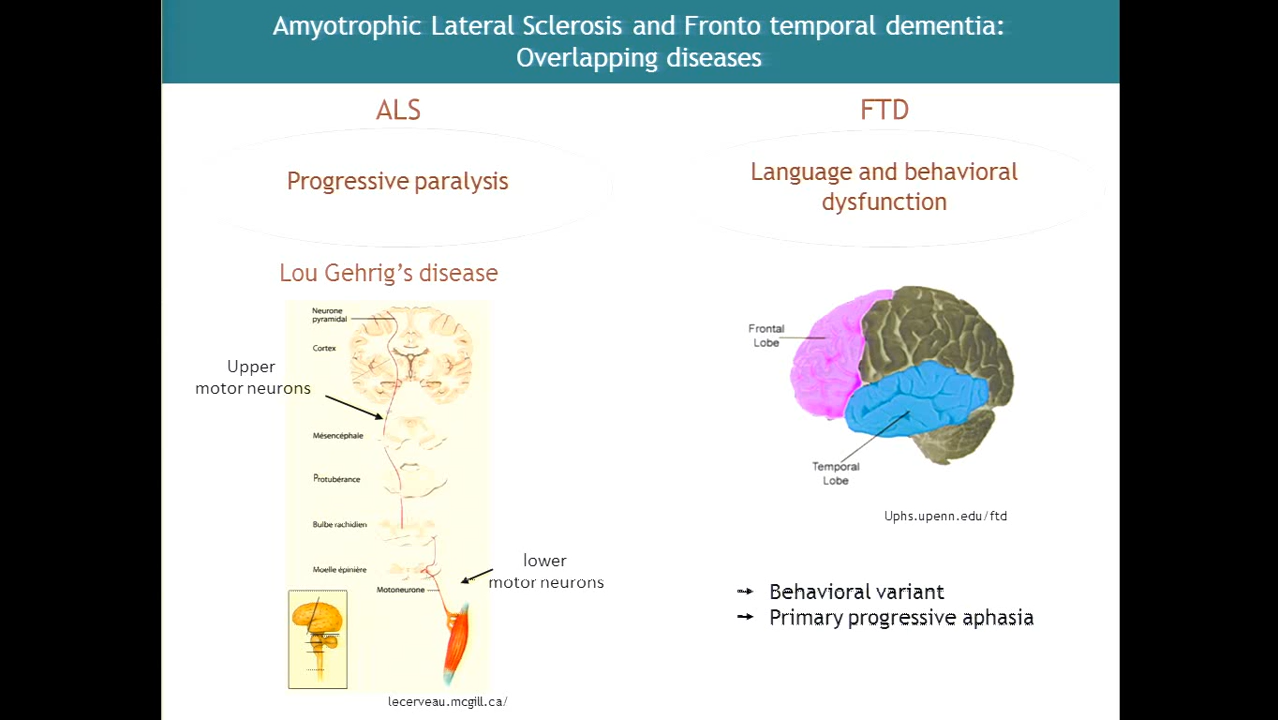 Amyotrophic Lateral Sclerosis and Fronto temporal dementia:
Overlapping diseases
ALS
Progressive paralysis
Lou Gehrig's disease
Neurone
pyramidal
Cortex
Upper
motor neurons
Mésencéphale
Protubérance
Bulbe rachidien
Moelle épinière
Motoneurone
lower
motor neurons
lecerveau.mcgill.ca/
FTD
Language and behavioral
dysfunction
Frontal
Lobe
Temporal
Lobe
Uphs.upenn.edu/ftd
→ Behavioral variant
→ Primary progressive aphasia